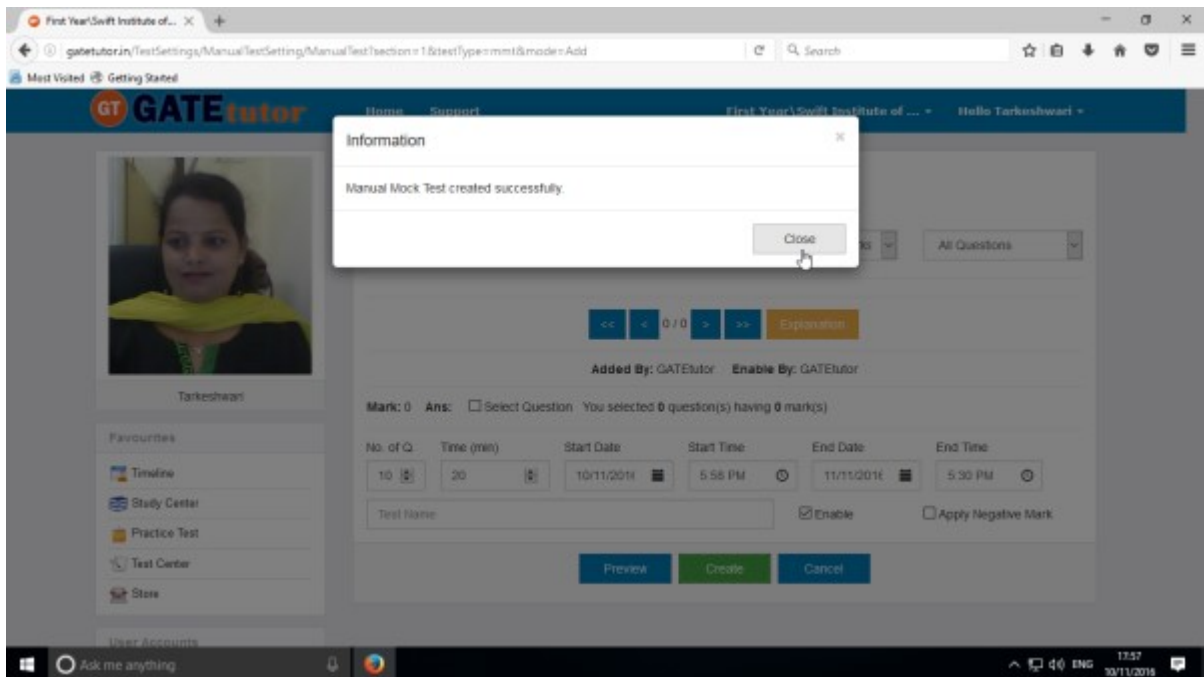 First Year\Swift Institute of...
gatetutor.in/TestSettings/ManualTestSetting/ManualTest?section=1&testType=mmt&mode=Add
Search
Most Visited Getting Started
GT GATEtutor Home Support First Year\Swift Institute of .... Hello Tarkeshwari
Information
Manual Mock Test created successfully.
Close
All Questions
<< < 0 / 0 > >> Explanation
Added By: GATEtutor Enable By: GATEtutor
Tarkeshwari
Mark: 0 Ans: Select Question You selected 0 question(s) having 0 mark(s)
Favourites
No. of Q. Time (min) Start Date Start Time End Date End Time
Timeline
10 20 10/11/2016 5:58 PM 11/11/2016 5:30 PM
Study Center
Test Name Enable Apply Negative Mark
Practice Test
Test Center
Preview Create Cancel
Store
User Accounts
Ask me anything ENG 17:57
10/11/2016